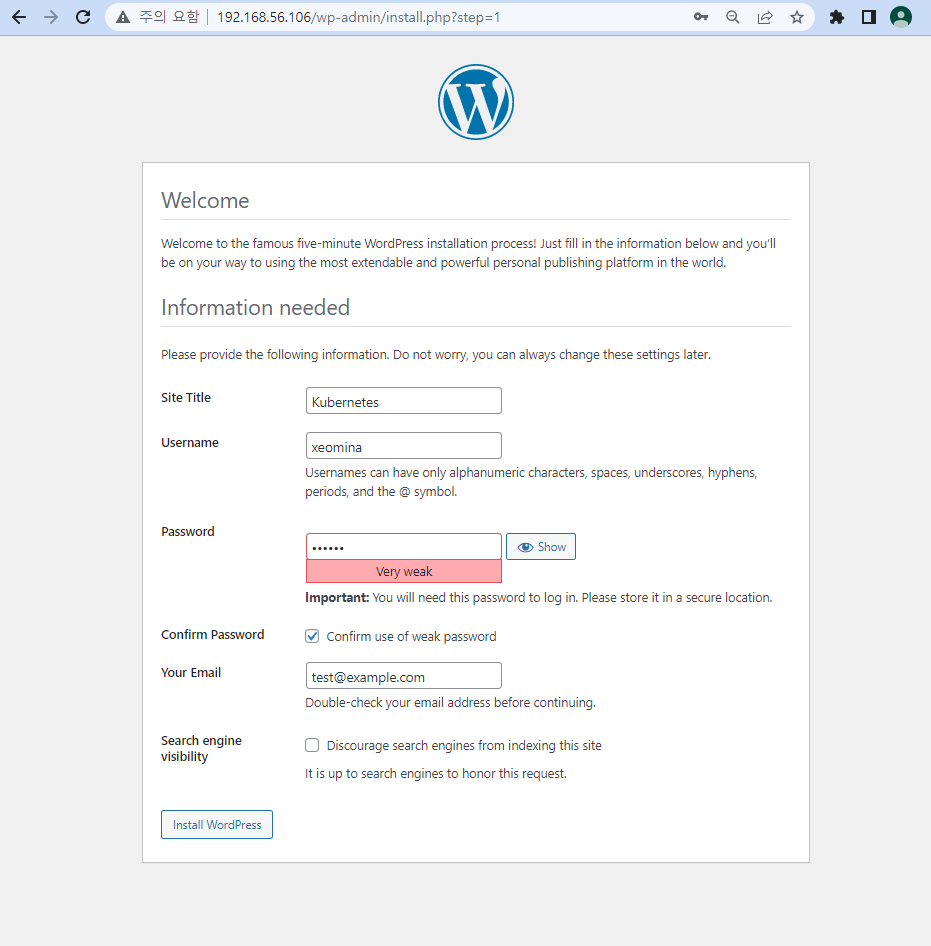 주의 요함 192.168.56.106/wp-admin/install.php?step=1
W
Welcome
Welcome to the famous five-minute WordPress installation process! Just fill in the information below and you’ll
be on your way to using the most extendable and powerful personal publishing platform in the world.
Information needed
Please provide the following information. Do not worry, you can always change these settings later.
Site Title
Kubernetes
Username
xeomina
Usernames can have only alphanumeric characters, spaces, underscores, hyphens,
periods, and the @ symbol.
Password
••••••
Show
Very weak
Important: You will need this password to log in. Please store it in a secure location.
Confirm Password
Confirm use of weak password
Your Email
test@example.com
Double-check your email address before continuing.
Search engine
visibility
Discourage search engines from indexing this site
It is up to search engines to honor this request.
Install WordPress